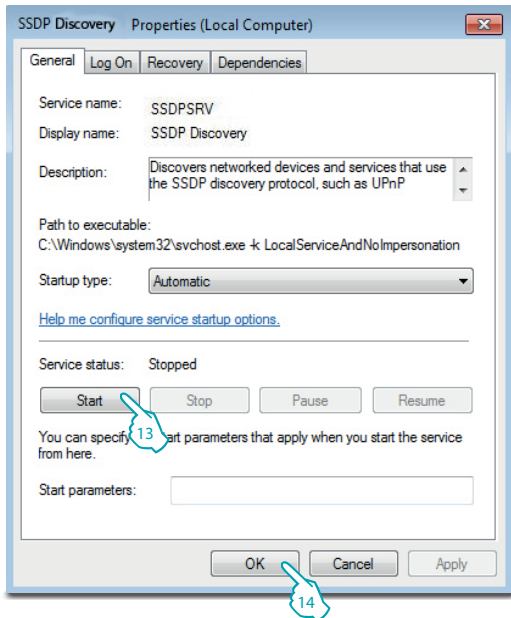 SSDP Discovery Properties (Local Computer)
General Log On Recovery Dependencies
Service name: SSDPSRV
Display name: SSDP Discovery
Description: Discovers networked devices and services that use
the SSDP discovery protocol, such as UPnP
Path to executable:
C:\Windows\system32\svchost.exe -k LocalServiceAndNoImpersonation
Startup type: Automatic
Help me configure service startup options.
Service status: Stopped
Start Stop Pause Resume
13
You can specify art parameters that apply when you start the service
from here.
Start parameters:
OK Cancel Apply
14